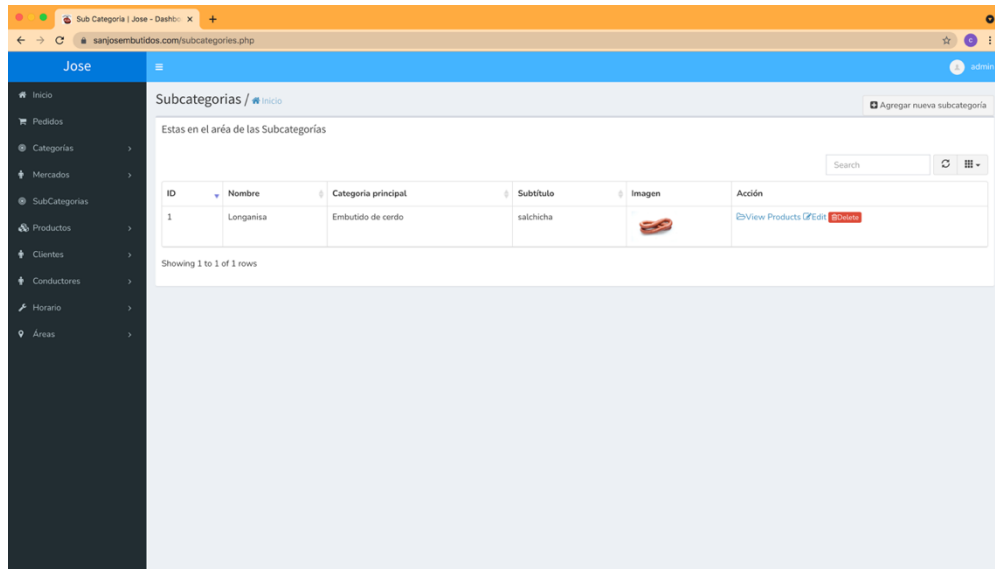 Sub Categoria | Jose - Dashbo
sanjosembutidos.com/subcategories.php
C
Jose
admin
Inicio
Pedidos
Categorías
Mercados
SubCategorias
Productos
Clientes
Conductores
Horario
Áreas
Subcategorias / Inicio
Agregar nueva subcategoría
Estas en el aréa de las Subcategorías
Search
ID Nombre Categoria principal Subtítulo Imagen Acción
1 Longanisa Embutido de cerdo salchicha View Products Edit Delete
Showing 1 to 1 of 1 rows